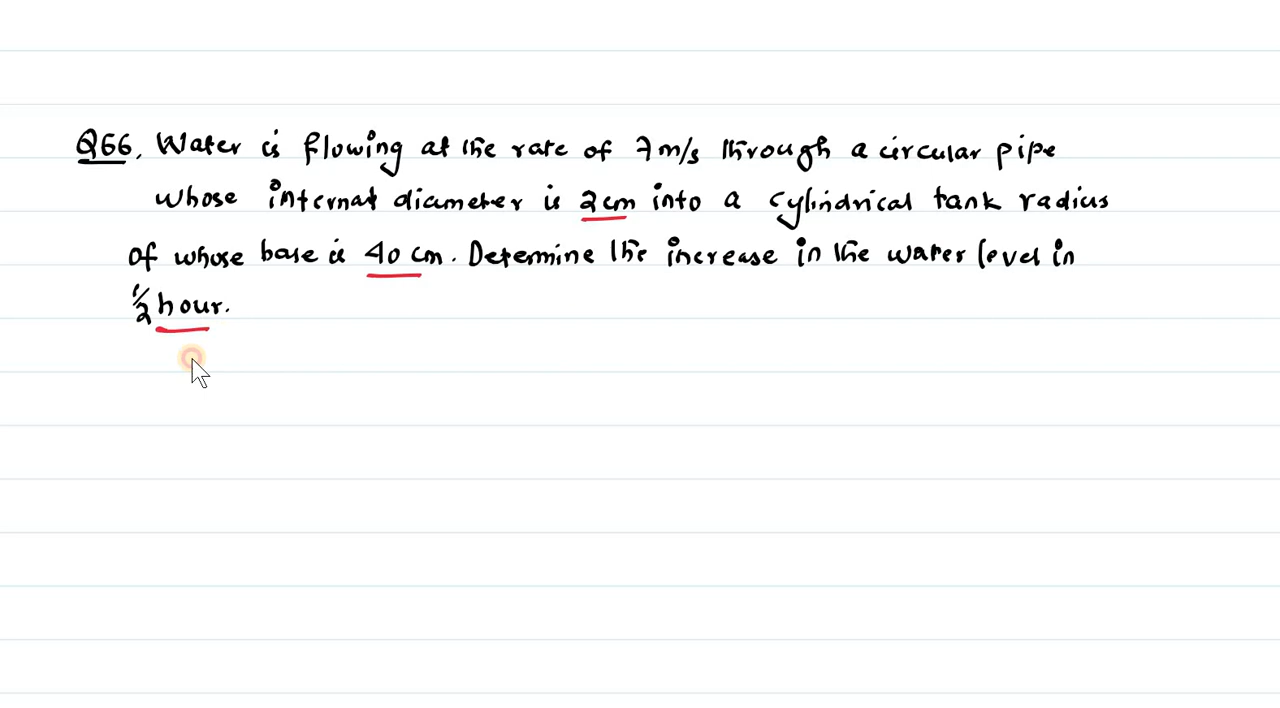 Q66. Water is flowing at the rate of 7m/s through a circular pipe
whose internal diameter is 2cm into a cylindrical tank radius
of whose base is 40 cm. Determine the increase in the water level in
1/2 hour.